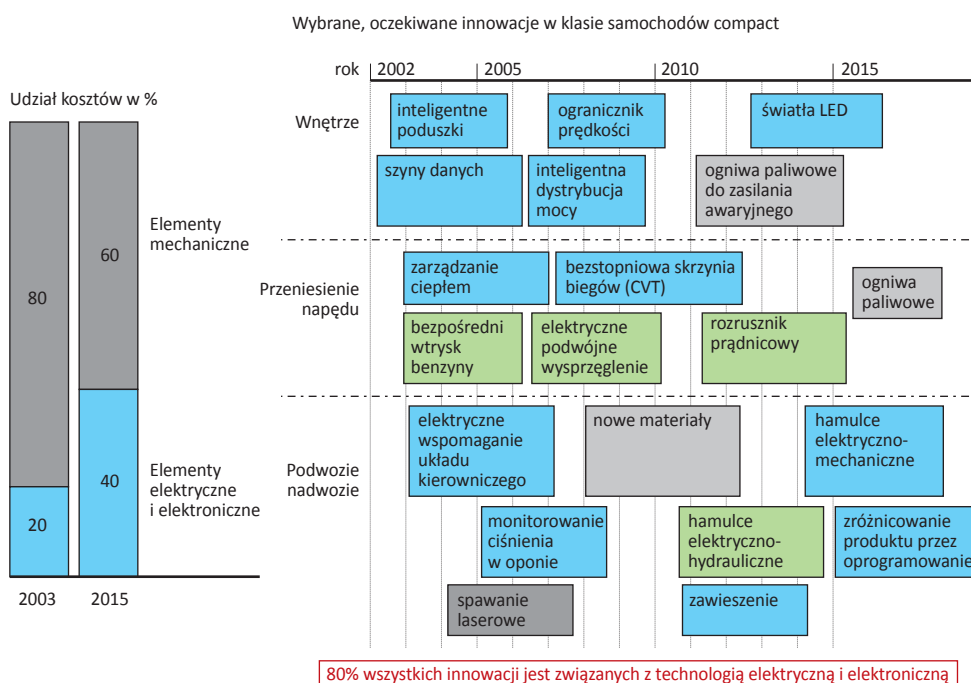 Wybrane, oczekiwane innowacje w klasie samochodów compact
rok
2002
2005
2010
2015
Udział kosztów w %
80
20
2003
60
40
2015
Elementy
mechaniczne
Elementy
elektryczne
i elektroniczne
Wnętrze
inteligentne
poduszki
ogranicznik
prędkości
światła LED
szyny danych
inteligentna
dystrybucja
mocy
ogniwa paliwowe
do zasilania
awaryjnego
Przeniesienie
napędu
zarządzanie
ciepłem
bezstopniowa skrzynia
biegów (CVT)
ogniwa
paliwowe
bezpośredni
wtrysk
benzyny
elektryczne
podwójne
wysprzęglenie
rozrusznik
prądnicowy
Podwozie
nadwozie
elektryczne
wspomaganie
układu
kierowniczego
nowe materiały
hamulce
elektryczno-
mechaniczne
monitorowanie
ciśnienia
w oponie
hamulce
elektryczno-
hydrauliczne
zróżnicowanie
produktu przez
oprogramowanie
spawanie
laserowe
zawieszenie
80% wszystkich innowacji jest związanych z technologią elektryczną i elektroniczną